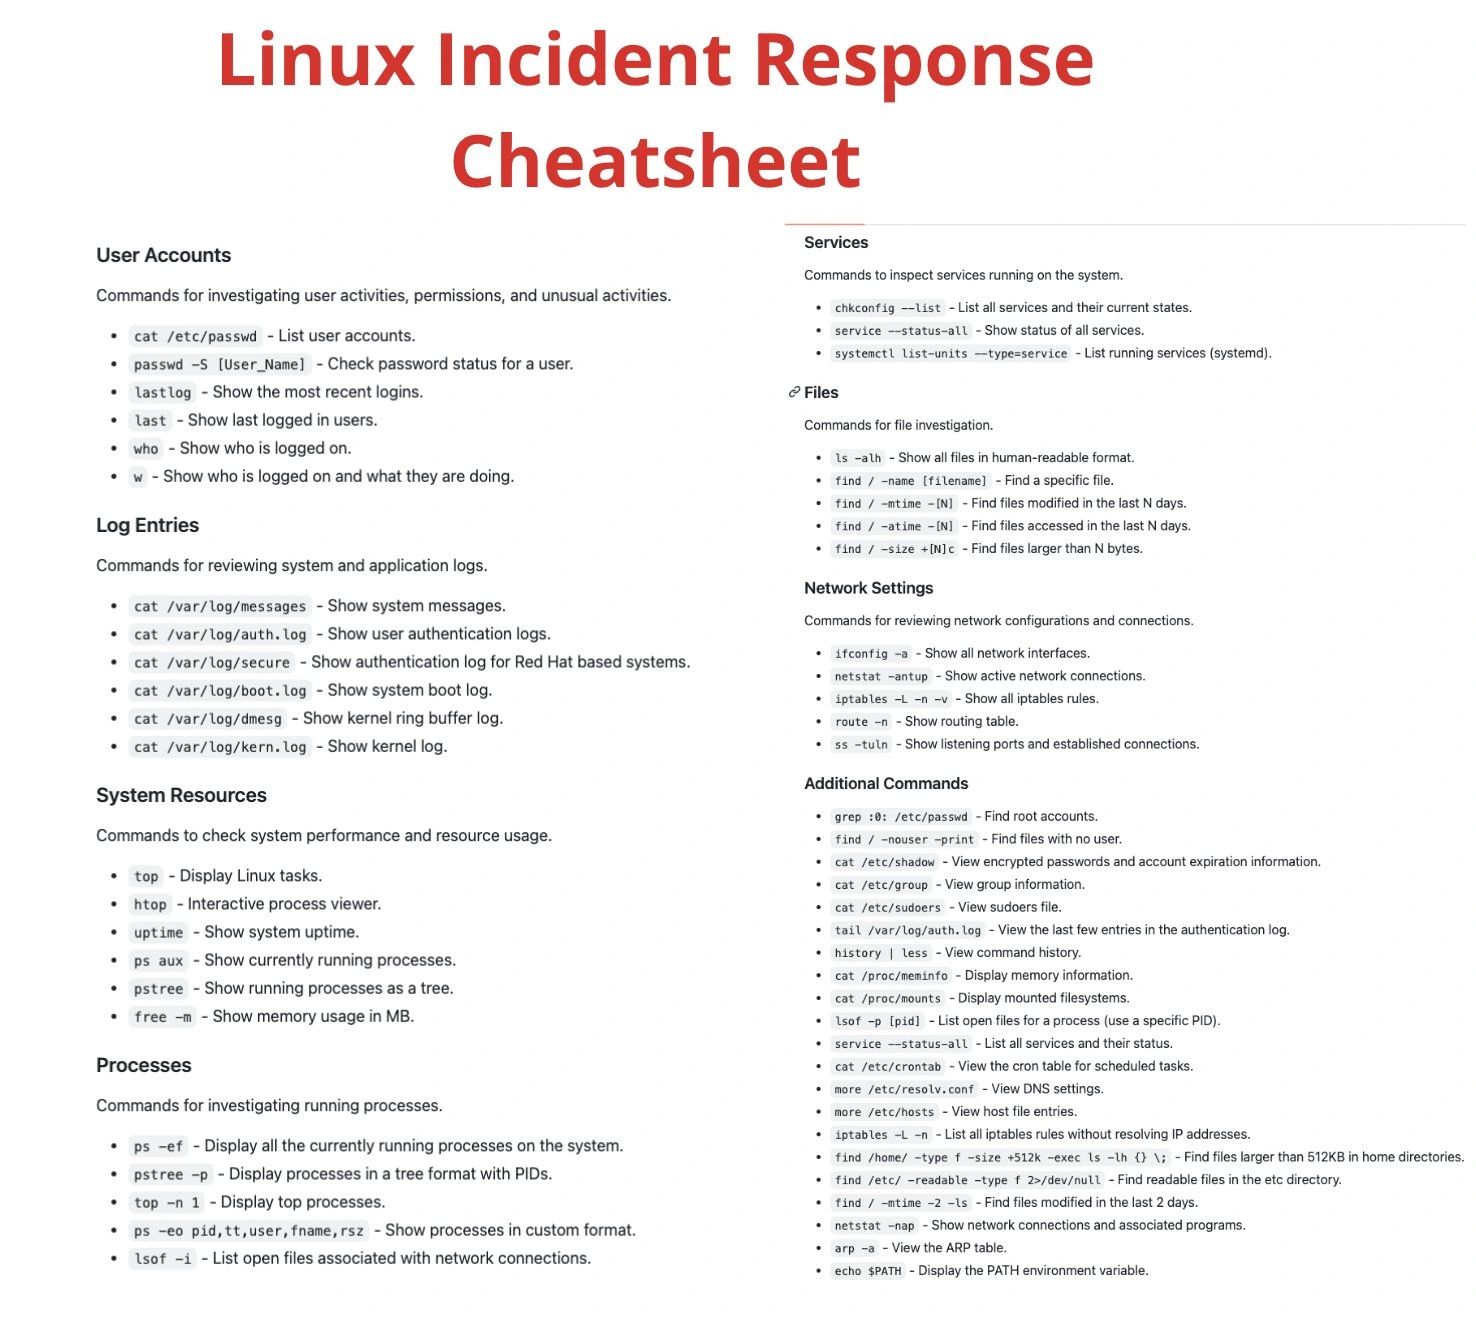 Linux Incident Response
Cheatsheet
User Accounts
Commands for investigating user activities, permissions, and unusual activities.
• cat /etc/passwd - List user accounts.
• passwd -S [User_Name] - Check password status for a user.
• lastlog - Show the most recent logins.
• last - Show last logged in users.
• who - Show who is logged on.
• w - Show who is logged on and what they are doing.
Log Entries
Commands for reviewing system and application logs.
• cat /var/log/messages - Show system messages.
• cat /var/log/auth.log - Show user authentication logs.
• cat /var/log/secure - Show authentication log for Red Hat based systems.
• cat /var/log/boot.log - Show system boot log.
• cat /var/log/dmesg - Show kernel ring buffer log.
• cat /var/log/kern.log - Show kernel log.
System Resources
Commands to check system performance and resource usage.
• top - Display Linux tasks.
• htop - Interactive process viewer.
• uptime - Show system uptime.
• ps aux - Show currently running processes.
• pstree - Show running processes as a tree.
• free -m - Show memory usage in MB.
Processes
Commands for investigating running processes.
• ps -ef - Display all the currently running processes on the system.
• pstree -p - Display processes in a tree format with PIDs.
• top -n 1 - Display top processes.
• ps -eo pid,tt,user,fname,rsz - Show processes in custom format.
• lsof -i - List open files associated with network connections.
Services
Commands to inspect services running on the system.
• chkconfig --list - List all services and their current states.
• service --status-all - Show status of all services.
• systemctl list-units --type=service - List running services (systemd).
Files
Commands for file investigation.
• ls -alh - Show all files in human-readable format.
• find / -name [filename] - Find a specific file.
• find / -mtime -[N] - Find files modified in the last N days.
• find / -atime -[N] - Find files accessed in the last N days.
• find / -size +[N]c - Find files larger than N bytes.
Network Settings
Commands for reviewing network configurations and connections.
• ifconfig -a - Show all network interfaces.
• netstat -antup - Show active network connections.
• iptables -L -n -v - Show all iptables rules.
• route -n - Show routing table.
• ss -tuln - Show listening ports and established connections.
Additional Commands
• grep :0: /etc/passwd - Find root accounts.
• find / -nouser -print - Find files with no user.
• cat /etc/shadow - View encrypted passwords and account expiration information.
• cat /etc/group - View group information.
• cat /etc/sudoers - View sudoers file.
• tail /var/log/auth.log - View the last few entries in the authentication log.
• history | less - View command history.
• cat /proc/meminfo - Display memory information.
• cat /proc/mounts - Display mounted filesystems.
• lsof -p [pid] - List open files for a process (use a specific PID).
• service --status-all - List all services and their status.
• cat /etc/crontab - View the cron table for scheduled tasks.
• more /etc/resolv.conf - View DNS settings.
• more /etc/hosts - View host file entries.
• iptables -L -n - List all iptables rules without resolving IP addresses.
• find /home/ -type f -size +512k -exec ls -lh {} \; - Find files larger than 512KB in home directories.
• find /etc/ -readable -type f 2>/dev/null - Find readable files in the etc directory.
• find / -mtime -2 -ls - Find files modified in the last 2 days.
• netstat -nap - Show network connections and associated programs.
• arp -a - View the ARP table.
• echo $PATH - Display the PATH environment variable.